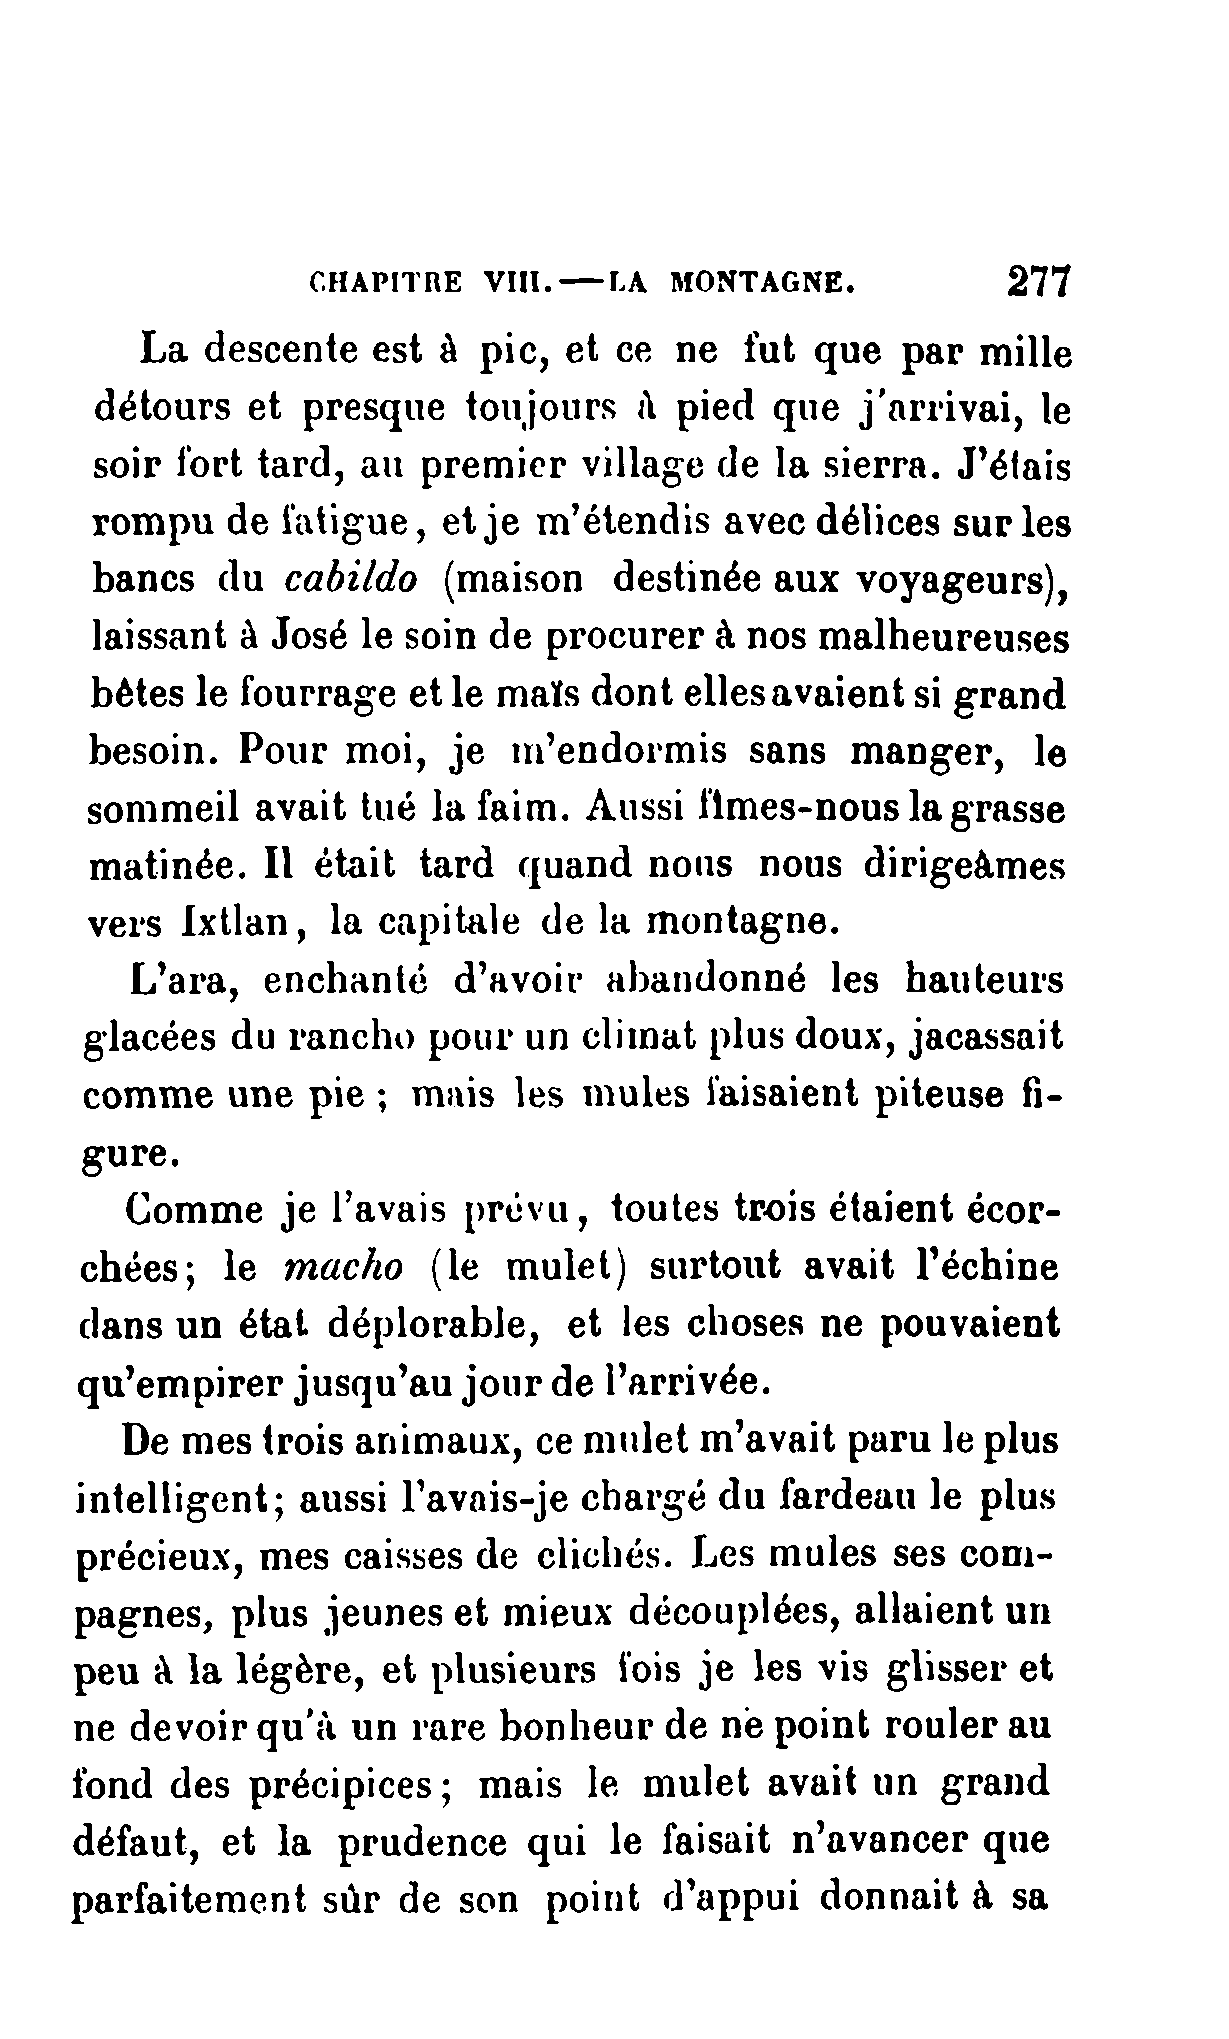 CHAPITRE VIII.—LA MONTAGNE. 277
La descente est à pic, et ce ne fut que par mille
détours et presque toujours à pied que j'arrivai, le
soir fort tard, au premier village de la sierra. J'étais
rompu de fatigue, et je m'étendis avec délices sur les
bancs du cabildo (maison destinée aux voyageurs),
laissant à José le soin de procurer à nos malheureuses
bêtes le fourrage et le maïs dont elles avaient si grand
besoin. Pour moi, je m'endormis sans manger, le
sommeil avait tué la faim. Aussi fîmes-nous la grasse
matinée. Il était tard quand nous nous dirigeâmes
vers Ixtlan, la capitale de la montagne.
L'ara, enchanté d'avoir abandonné les hauteurs
glacées du rancho pour un climat plus doux, jacassait
comme une pie ; mais les mules faisaient piteuse fi-
gure.
Comme je l'avais prévu, toutes trois étaient écor-
chées; le macho (le mulet) surtout avait l'échine
dans un état déplorable, et les choses ne pouvaient
qu'empirer jusqu'au jour de l'arrivée.
De mes trois animaux, ce mulet m'avait paru le plus
intelligent; aussi l'avais-je chargé du fardeau le plus
précieux, mes caisses de clichés. Les mules ses com-
pagnes, plus jeunes et mieux découplées, allaient un
peu à la légère, et plusieurs fois je les vis glisser et
ne devoir qu'à un rare bonheur de ne point rouler au
fond des précipices; mais le mulet avait un grand
défaut, et la prudence qui le faisait n'avancer que
parfaitement sûr de son point d'appui donnait à sa